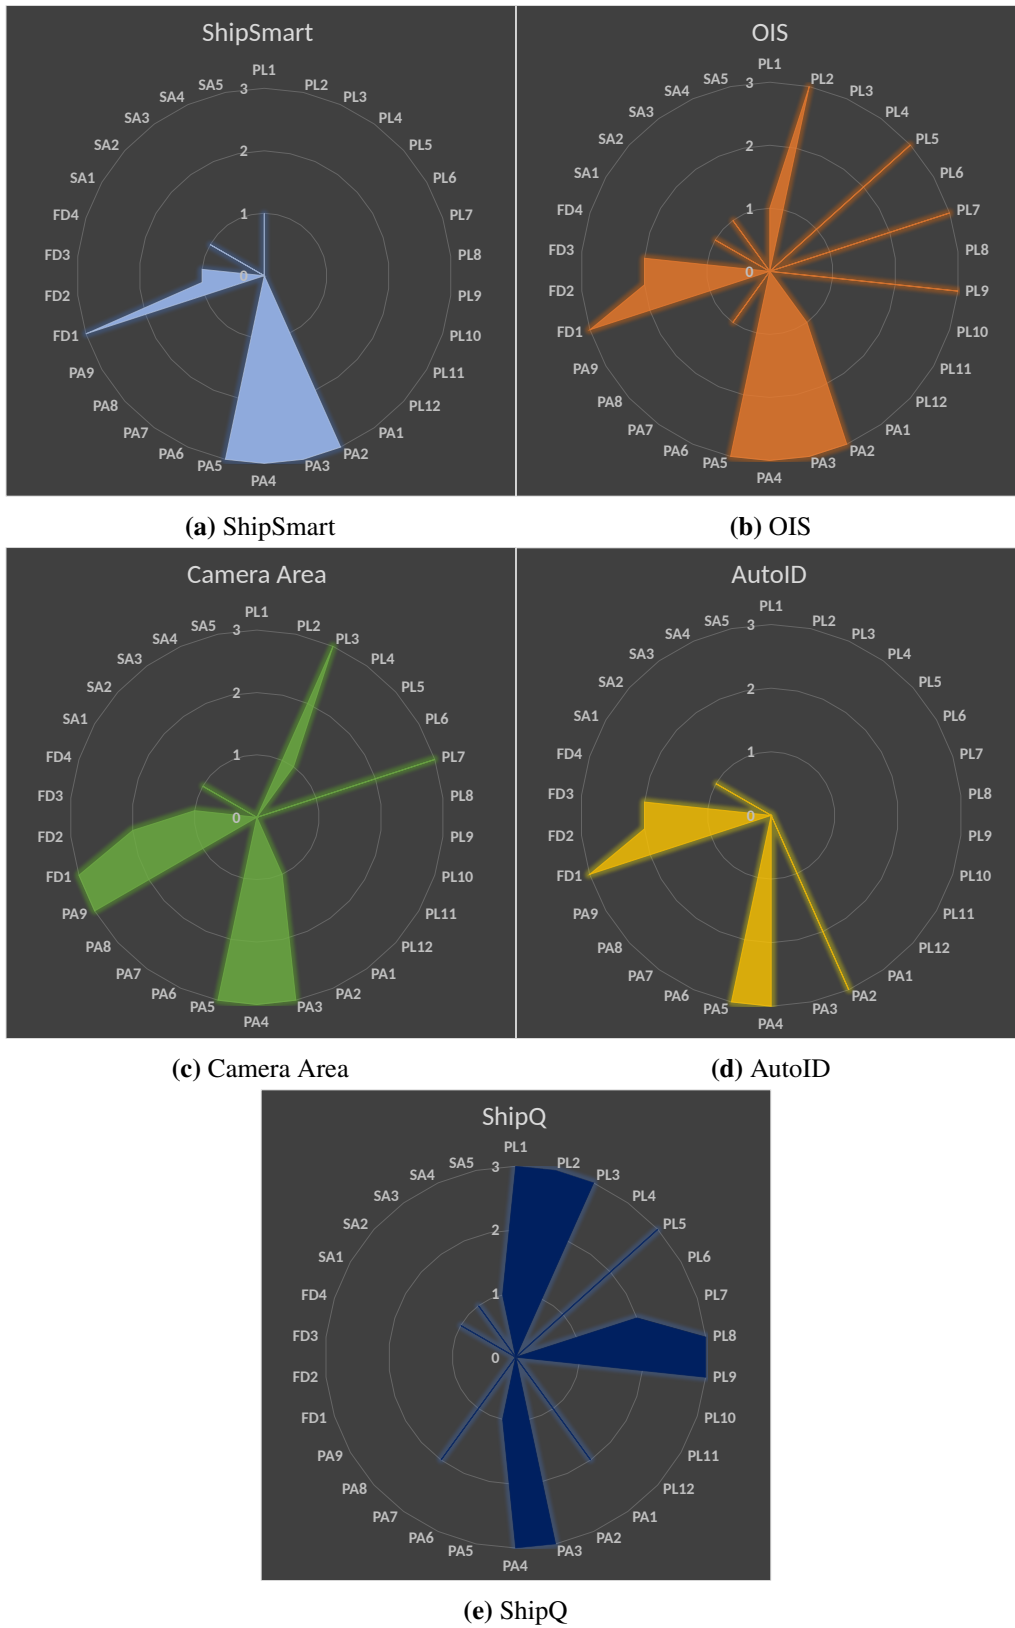 ShipSmart
PL1
PL2
PL3
PL4
PL5
PL6
PL7
PL8
PL9
PL10
PL11
PL12
PA1
PA2
PA3
PA4
PA5
PA6
PA7
PA8
PA9
FD1
FD2
FD3
FD4
SA1
SA2
SA3
SA4
SA5
3
2
1
0
(a) ShipSmart
OIS
PL1
PL2
PL3
PL4
PL5
PL6
PL7
PL8
PL9
PL10
PL11
PL12
PA1
PA2
PA3
PA4
PA5
PA6
PA7
PA8
PA9
FD1
FD2
FD3
FD4
SA1
SA2
SA3
SA4
SA5
3
2
1
0
(b) OIS
Camera Area
PL1
PL2
PL3
PL4
PL5
PL6
PL7
PL8
PL9
PL10
PL11
PL12
PA1
PA2
PA3
PA4
PA5
PA6
PA7
PA8
PA9
FD1
FD2
FD3
FD4
SA1
SA2
SA3
SA4
SA5
3
2
1
0
(c) Camera Area
AutoID
PL1
PL2
PL3
PL4
PL5
PL6
PL7
PL8
PL9
PL10
PL11
PL12
PA1
PA2
PA3
PA4
PA5
PA6
PA7
PA8
PA9
FD1
FD2
FD3
FD4
SA1
SA2
SA3
SA4
SA5
3
2
1
0
(d) AutoID
ShipQ
PL1
PL2
PL3
PL4
PL5
PL6
PL7
PL8
PL9
PL10
PL11
PL12
PA1
PA2
PA3
PA4
PA5
PA6
PA7
PA8
PA9
FD1
FD2
FD3
FD4
SA1
SA2
SA3
SA4
SA5
3
2
1
0
(e) ShipQ